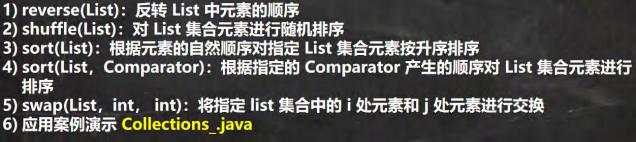 1) reverse(List)：反转 List 中元素的顺序
2) shuffle(List)：对 List 集合元素进行随机排序
3) sort(List)：根据元素的自然顺序对指定 List 集合元素按升序排序
4) sort(List，Comparator)：根据指定的 Comparator 产生的顺序对 List 集合元素进行
排序
5) swap(List，int， int)：将指定 list 集合中的 i 处元素和 j 处元素进行交换
6) 应用案例演示 Collections_.java